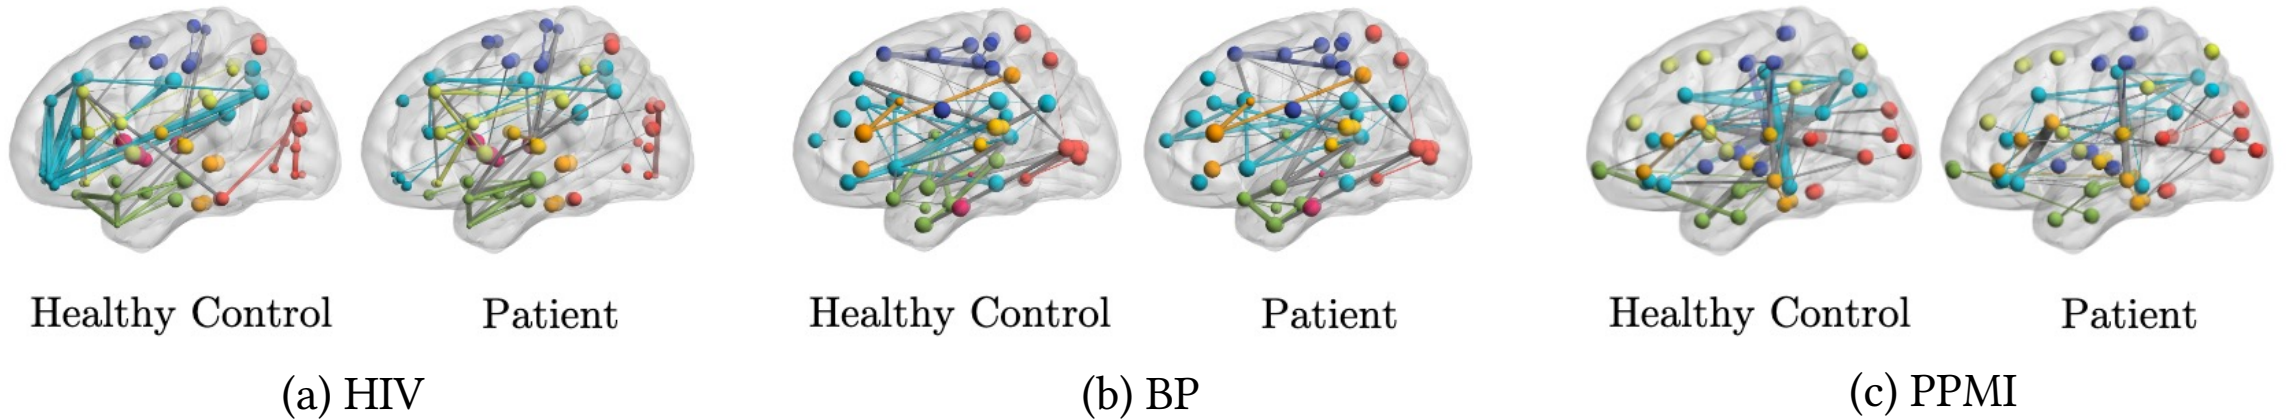 Healthy Control Patient Healthy Control Patient Healthy Control Patient
(a) HIV (b) BP (c) PPMI